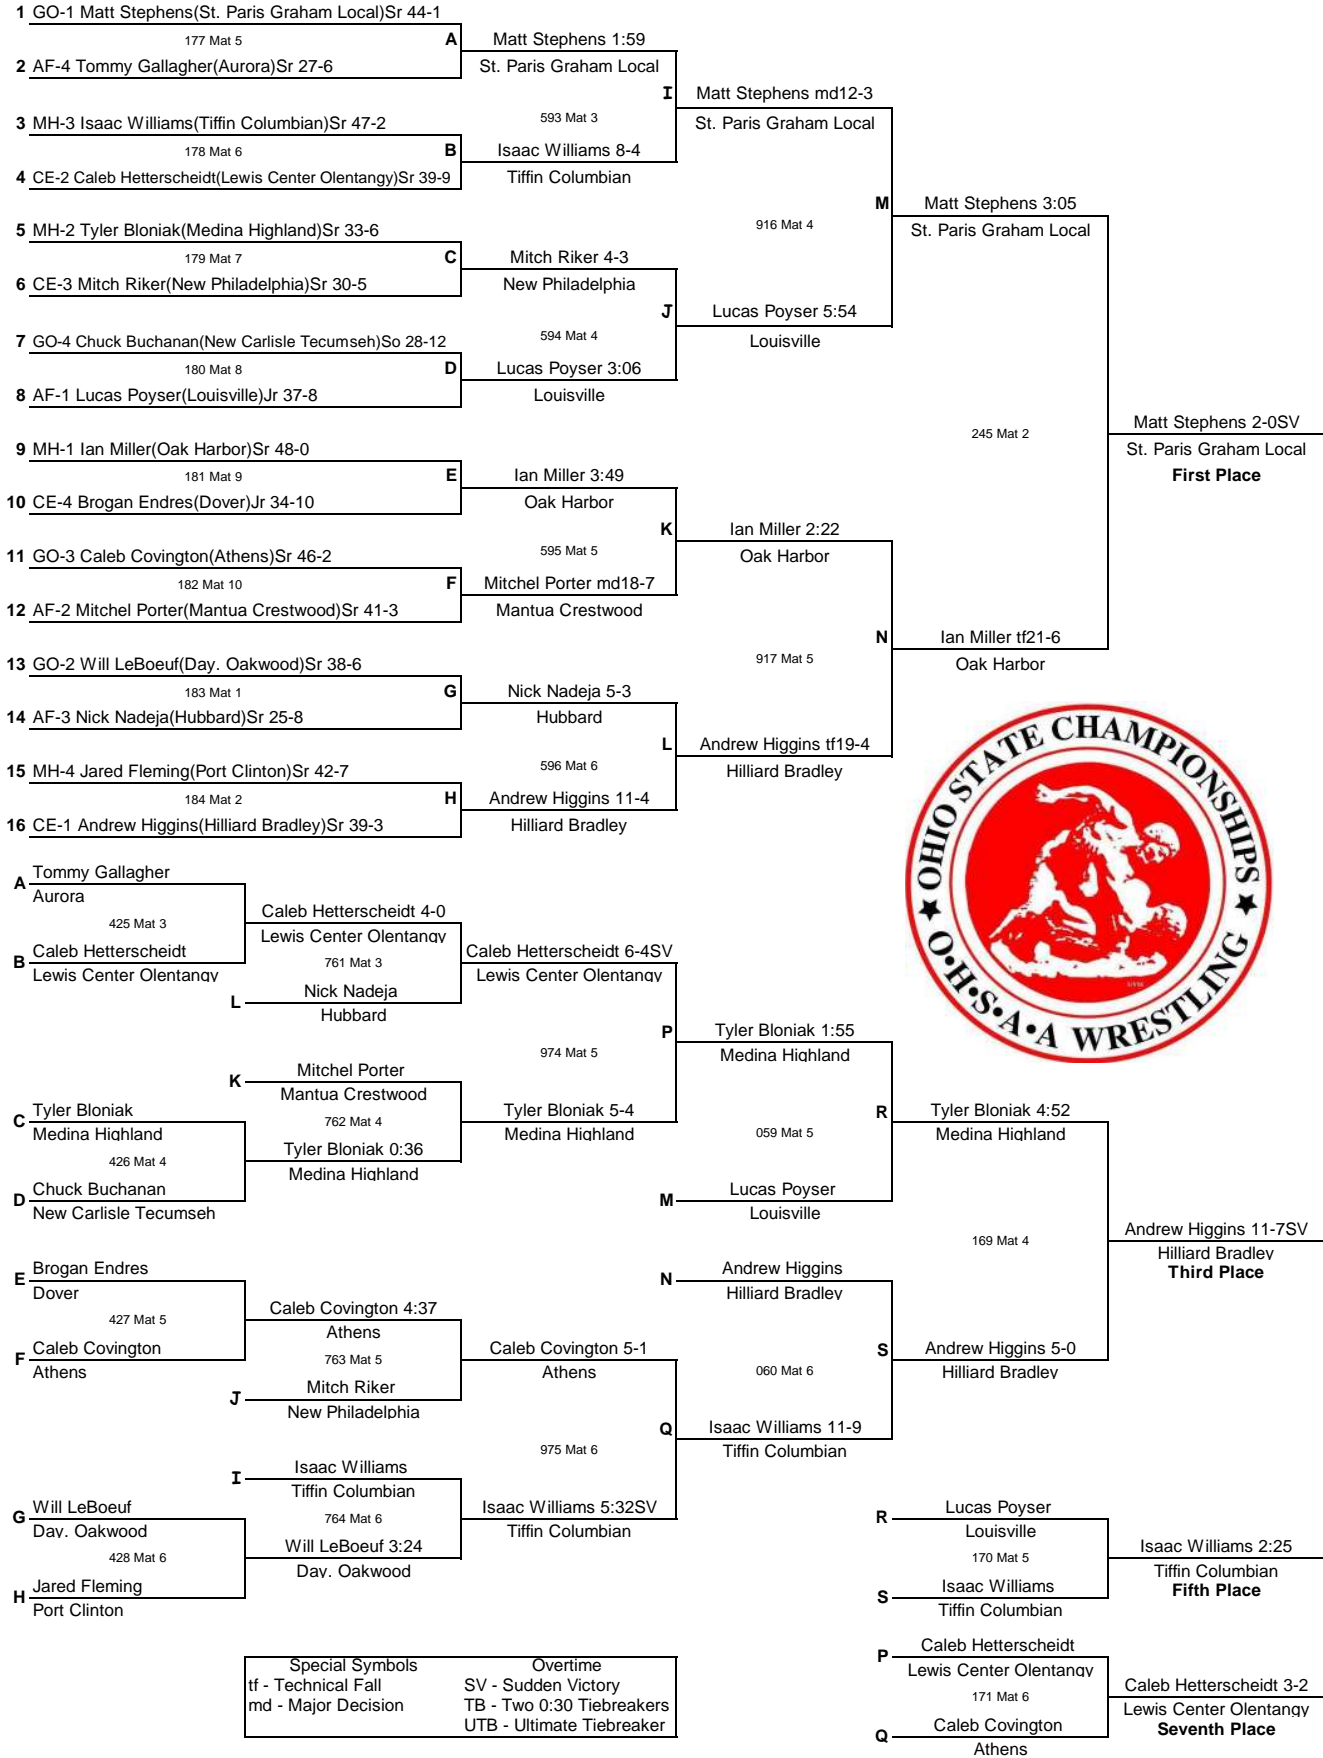 1 GO-1 Matt Stephens(St. Paris Graham Local)Sr 44-1
177 Mat 5
A
2 AF-4 Tommy Gallagher(Aurora)Sr 27-6
Matt Stephens 1:59
St. Paris Graham Local
I
593 Mat 3
3 MH-3 Isaac Williams(Tiffin Columbian)Sr 47-2
178 Mat 6
B
4 CE-2 Caleb Hetterscheidt(Lewis Center Olentangy)Sr 39-9
Isaac Williams 8-4
Tiffin Columbian
Matt Stephens md12-3
St. Paris Graham Local
M
916 Mat 4
5 MH-2 Tyler Bloniak(Medina Highland)Sr 33-6
179 Mat 7
C
6 CE-3 Mitch Riker(New Philadelphia)Sr 30-5
Mitch Riker 4-3
New Philadelphia
J
594 Mat 4
7 GO-4 Chuck Buchanan(New Carlisle Tecumseh)So 28-12
180 Mat 8
D
8 AF-1 Lucas Poyser(Louisville)Jr 37-8
Lucas Poyser 3:06
Louisville
Lucas Poyser 5:54
Louisville
Matt Stephens 3:05
St. Paris Graham Local
245 Mat 2
9 MH-1 Ian Miller(Oak Harbor)Sr 48-0
181 Mat 9
E
10 CE-4 Brogan Endres(Dover)Jr 34-10
Ian Miller 3:49
Oak Harbor
K
595 Mat 5
11 GO-3 Caleb Covington(Athens)Sr 46-2
182 Mat 10
F
12 AF-2 Mitchel Porter(Mantua Crestwood)Sr 41-3
Mitchel Porter md18-7
Mantua Crestwood
Ian Miller 2:22
Oak Harbor
N
917 Mat 5
13 GO-2 Will LeBoeuf(Day. Oakwood)Sr 38-6
183 Mat 1
G
14 AF-3 Nick Nadeja(Hubbard)Sr 25-8
Nick Nadeja 5-3
Hubbard
L
596 Mat 6
15 MH-4 Jared Fleming(Port Clinton)Sr 42-7
184 Mat 2
H
16 CE-1 Andrew Higgins(Hilliard Bradley)Sr 39-3
Andrew Higgins 11-4
Hilliard Bradley
Andrew Higgins tf19-4
Hilliard Bradley
Ian Miller tf21-6
Oak Harbor
Matt Stephens 2-0SV
St. Paris Graham Local
First Place
OHIO STATE CHAMPIONSHIPS
O•H•S•A•A WRESTLING
A Tommy Gallagher
Aurora
425 Mat 3
B Caleb Hetterscheidt
Lewis Center Olentangy
Caleb Hetterscheidt 4-0
Lewis Center Olentangy
761 Mat 3
L Nick Nadeja
Hubbard
Caleb Hetterscheidt 6-4SV
Lewis Center Olentangy
P
974 Mat 5
K Mitchel Porter
Mantua Crestwood
762 Mat 4
C Tyler Bloniak
Medina Highland
426 Mat 4
D Chuck Buchanan
New Carlisle Tecumseh
Tyler Bloniak 0:36
Medina Highland
Tyler Bloniak 5-4
Medina Highland
Tyler Bloniak 1:55
Medina Highland
R
059 Mat 5
M Lucas Poyser
Louisville
Tyler Bloniak 4:52
Medina Highland
169 Mat 4
E Brogan Endres
Dover
427 Mat 5
F Caleb Covington
Athens
Caleb Covington 4:37
Athens
763 Mat 5
J Mitch Riker
New Philadelphia
Caleb Covington 5-1
Athens
Q
975 Mat 6
I Isaac Williams
Tiffin Columbian
764 Mat 6
G Will LeBoeuf
Day. Oakwood
428 Mat 6
H Jared Fleming
Port Clinton
Will LeBoeuf 3:24
Day. Oakwood
Isaac Williams 5:32SV
Tiffin Columbian
N Andrew Higgins
Hilliard Bradley
S
060 Mat 6
Isaac Williams 11-9
Tiffin Columbian
Andrew Higgins 5-0
Hilliard Bradley
Andrew Higgins 11-7SV
Hilliard Bradley
Third Place
R Lucas Poyser
Louisville
170 Mat 5
S Isaac Williams
Tiffin Columbian
Isaac Williams 2:25
Tiffin Columbian
Fifth Place
P Caleb Hetterscheidt
Lewis Center Olentangy
171 Mat 6
Q Caleb Covington
Athens
Caleb Hetterscheidt 3-2
Lewis Center Olentangy
Seventh Place
Special Symbols
tf - Technical Fall
md - Major Decision
Overtime
SV - Sudden Victory
TB - Two 0:30 Tiebreakers
UTB - Ultimate Tiebreaker